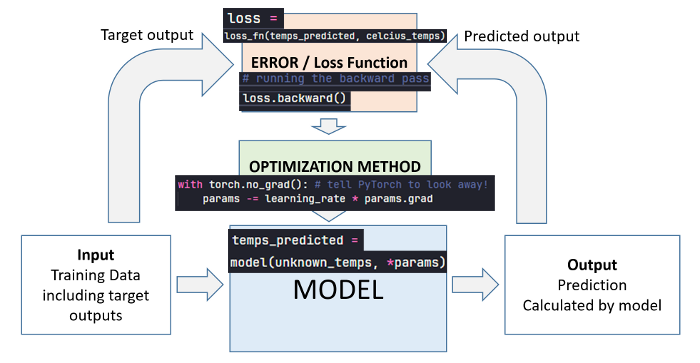 loss =
loss_fn(temps_predicted, celcius_temps)
Target output
Predicted output
ERROR / Loss Function
# running the backward pass
loss.backward()
OPTIMIZATION METHOD
with torch.no_grad(): # tell PyTorch to look away!
params -= learning_rate * params.grad
Input
Training Data
including target
outputs
temps_predicted =
model(unknown_temps, *params)
MODEL
Output
Prediction
Calculated by model